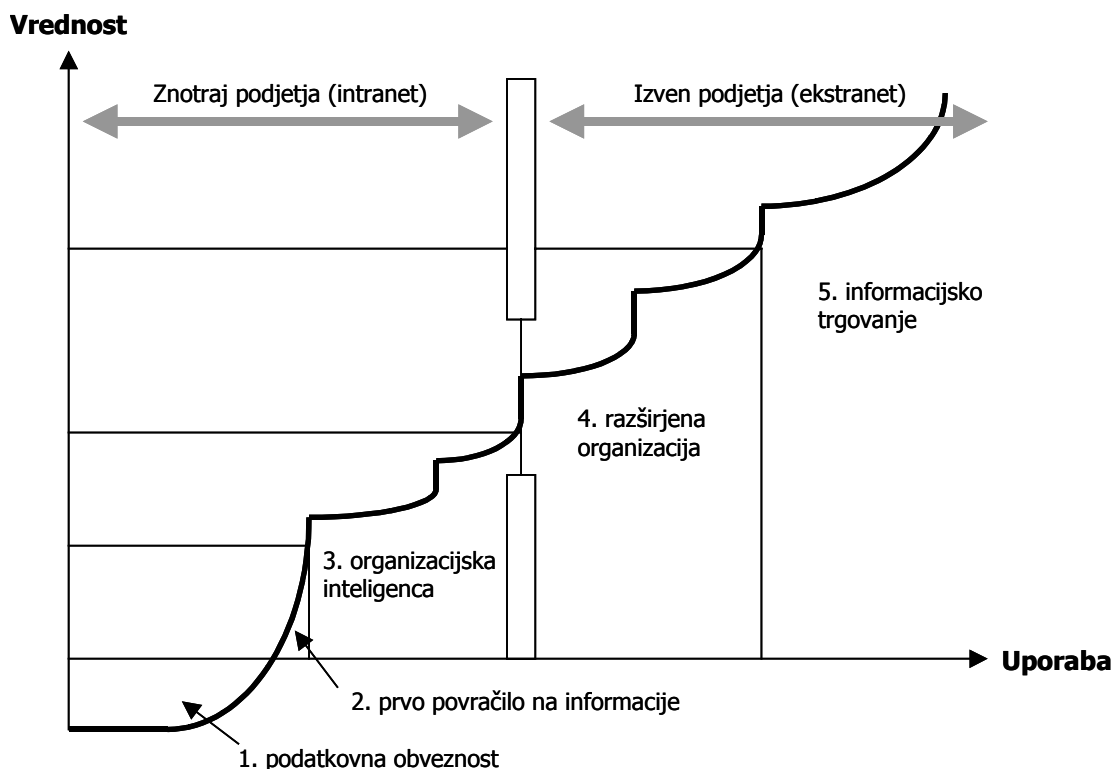 Vrednost
Znotraj podjetja (intranet)
Izven podjetja (ekstranet)
5. informacijsko
trgovanje
4. razširjena
organizacija
3. organizacijska
inteligenca
Uporaba
2. prvo povračilo na informacije
1. podatkovna obveznost